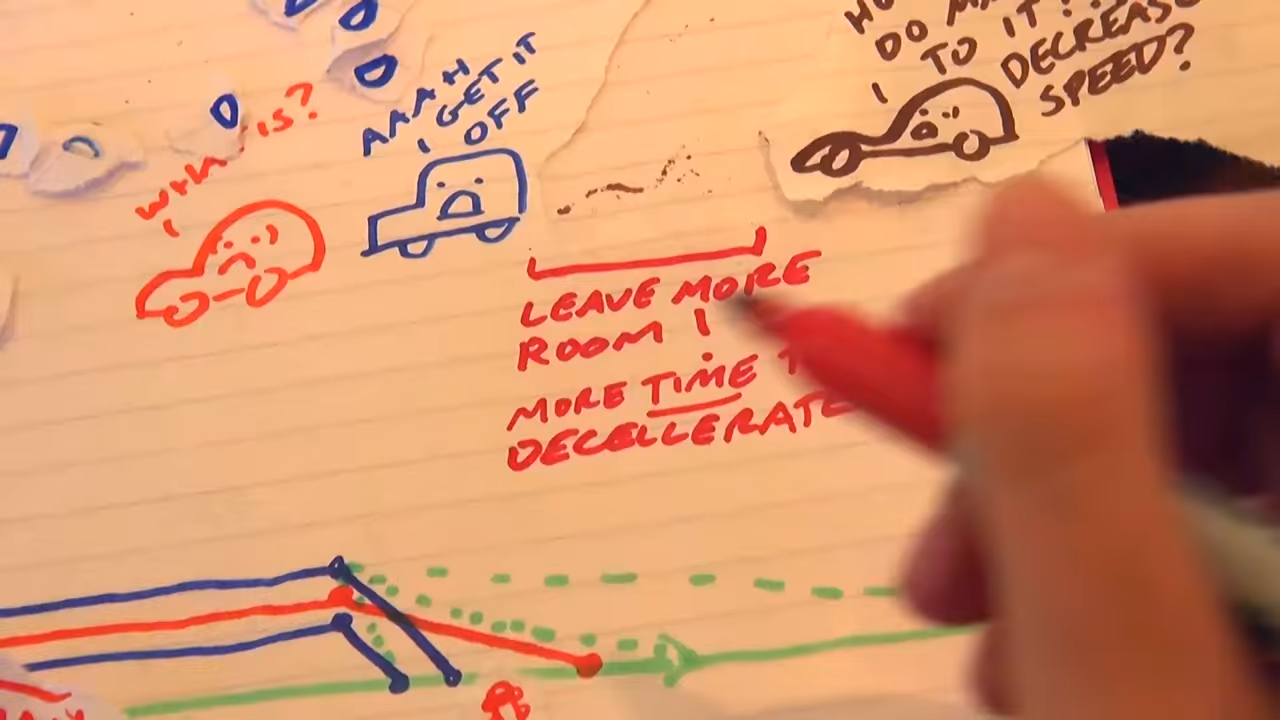 is?
AAAH
I GET IT
OFF
DO
TO IT?
I DECREASE
SPEED?
LEAVE MORE
ROOM!
MORE TIME
DECELLERATE